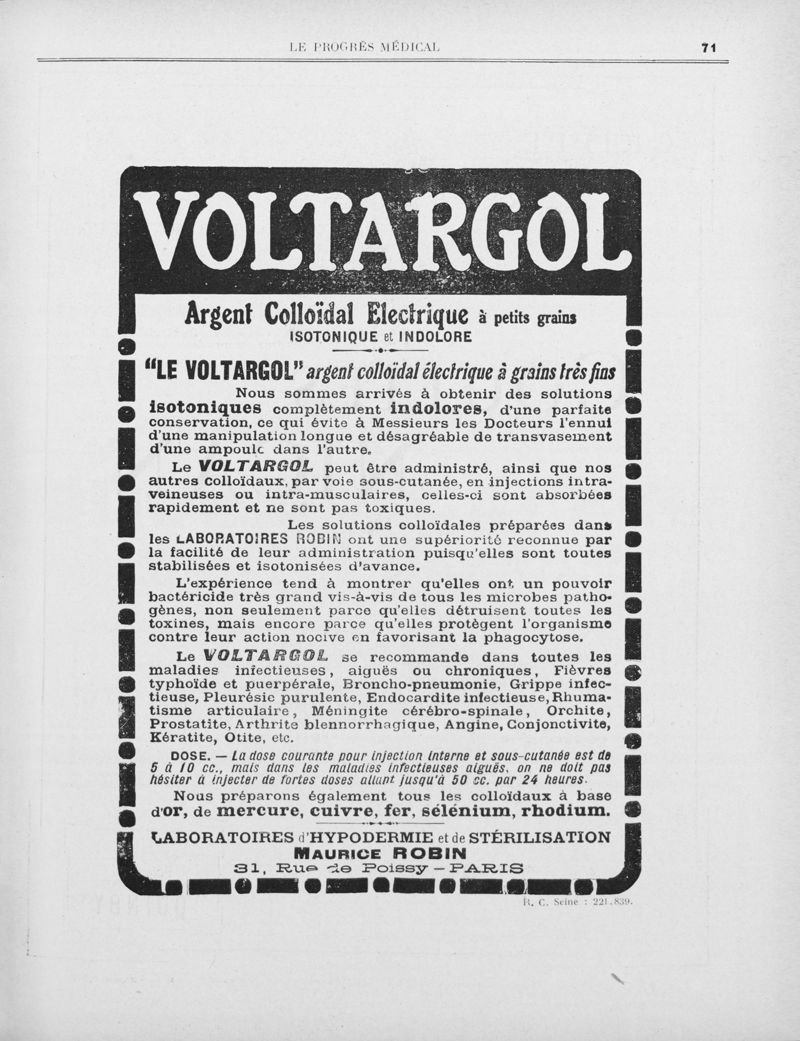 LE PROGRÈS MÉDICAL
71
VOLTARGOL
Argent Colloïdal Electrique à petits grains
ISOTONIQUE et INDOLORE
"LE VOLTARGOL" argent colloïdal électrique à grains très fins
Nous sommes arrivés à obtenir des solutions
isotoniques complètement indolores, d'une parfaite
conservation, ce qui évite à Messieurs les Docteurs l'ennui
d'une manipulation longue et désagréable de transvasement
d'une ampoule dans l'autre.
Le VOLTARGOL peut être administré, ainsi que nos
autres colloïdaux, par voie sous-cutanée, en injections intra-
veineuses ou intra-musculaires, celles-ci sont absorbées
rapidement et ne sont pas toxiques.
Les solutions colloïdales préparées dans
les LABORATOIRES ROBIN ont une supériorité reconnue par
la facilité de leur administration puisqu'elles sont toutes
stabilisées et isotonisées d'avance.
L'expérience tend à montrer qu'elles ont un pouvoir
bactéricide très grand vis-à-vis de tous les microbes patho-
gènes, non seulement parce qu'elles détruisent toutes les
toxines, mais encore parce qu'elles protègent l'organisme
contre leur action nocive en favorisant la phagocytose.
Le VOLTARGOL se recommande dans toutes les
maladies infectieuses, aiguës ou chroniques, Fièvres
typhoïde et puerpérale, Broncho-pneumonie, Grippe infec-
tieuse, Pleurésie purulente, Endocardite infectieuse, Rhuma-
tisme articulaire, Méningite cérébro-spinale, Orchite,
Prostatite, Arthrite blennorrhagique, Angine, Conjonctivite,
Kératite, Otite, etc.
DOSE. — La dose courante pour injection interne et sous-cutanée est de
5 à 10 cc., mais dans les maladies infectieuses aiguës, on ne doit pas
hésiter à injecter de fortes doses allant jusqu'à 50 cc. par 24 heures.
Nous préparons également tous les colloïdaux à base
d'or, de mercure, cuivre, fer, sélénium, rhodium.
LABORATOIRES d'HYPODERMIE et de STÉRILISATION
MAURICE ROBIN
31, Rue de Poissy — PARIS
R. C. Seine : 221.839.